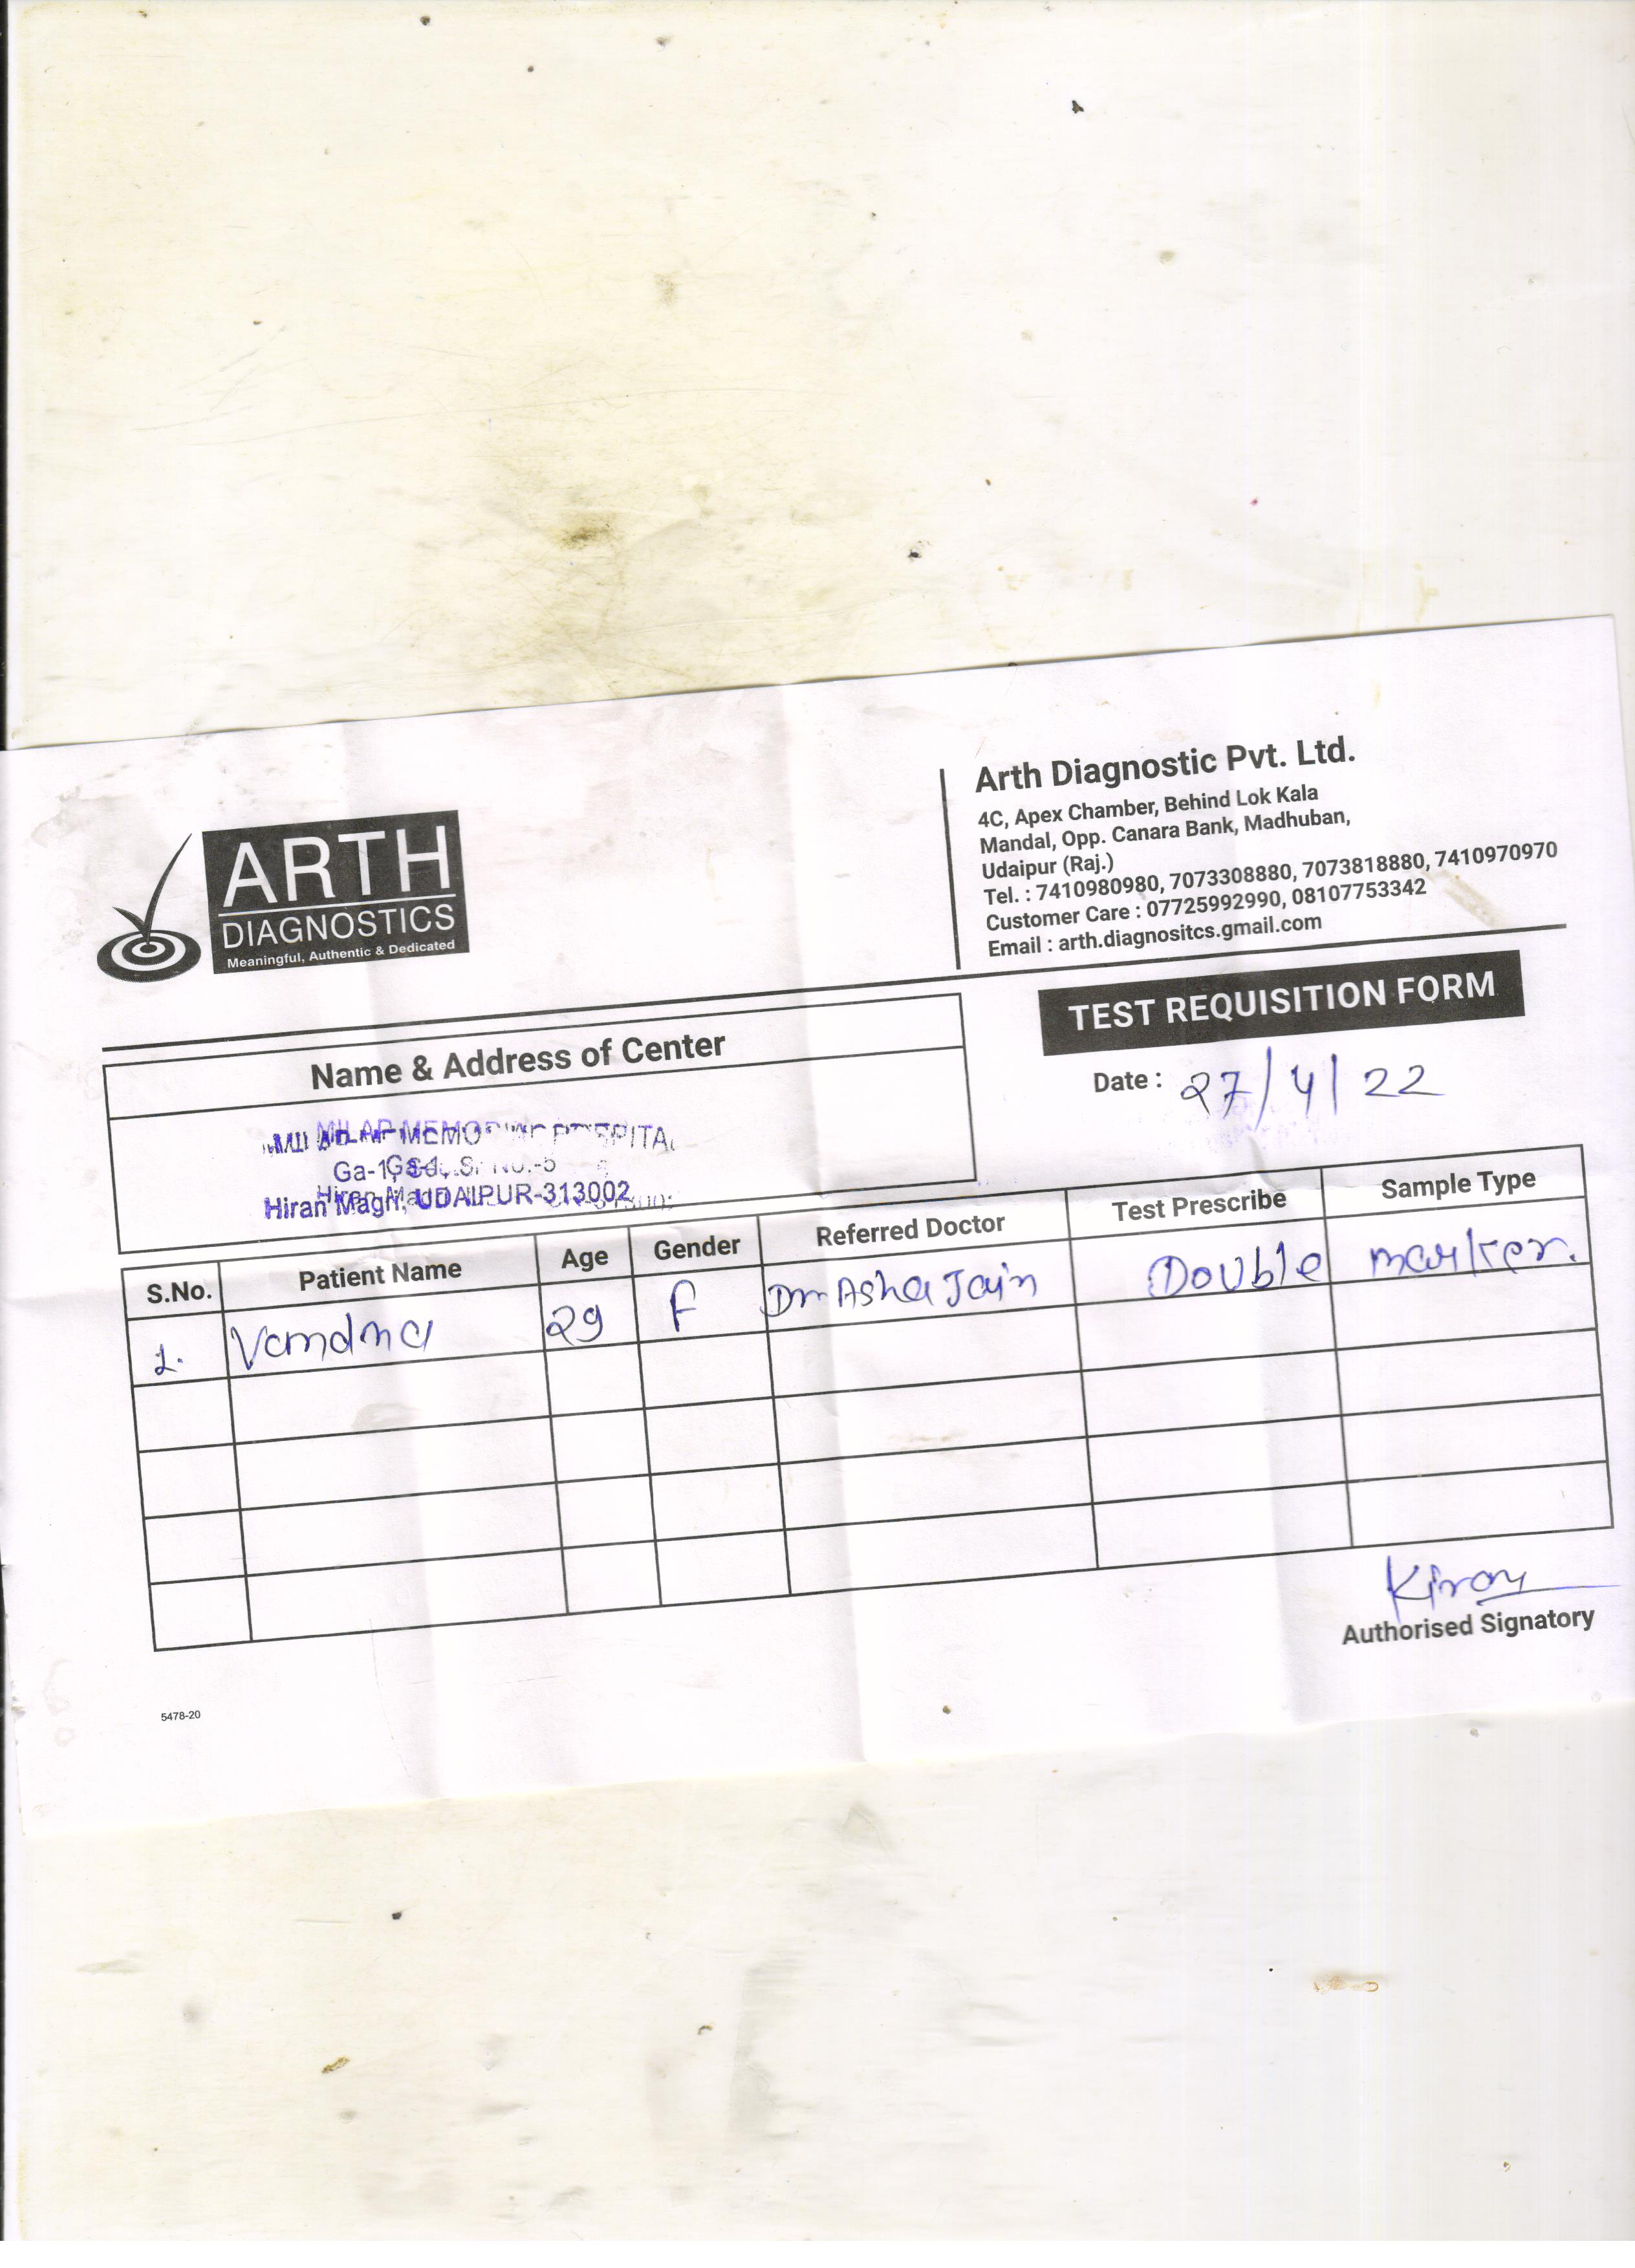 ARTH
DIAGNOSTICS
Meaningful, Authentic & Dedicated
Arth Diagnostic Pvt. Ltd.
4C, Apex Chamber, Behind Lok Kala
Mandal, Opp. Canara Bank, Madhuban,
Udaipur (Raj.)
Tel. : 7410980980, 7073308880, 7073818880, 7410970970
Customer Care : 07725992990, 08107753342
Email : arth.diagnositcs.gmail.com
TEST REQUISITION FORM
Date : 27/4/22
Name & Address of Center
Hiran Magri, UDAIPUR-313002
S.No. Patient Name Age Gender Referred Doctor Test Prescribe Sample Type
1. Vandna 29 F Dr Asha Jain Double marker.
Kiran
Authorised Signatory
5478-20